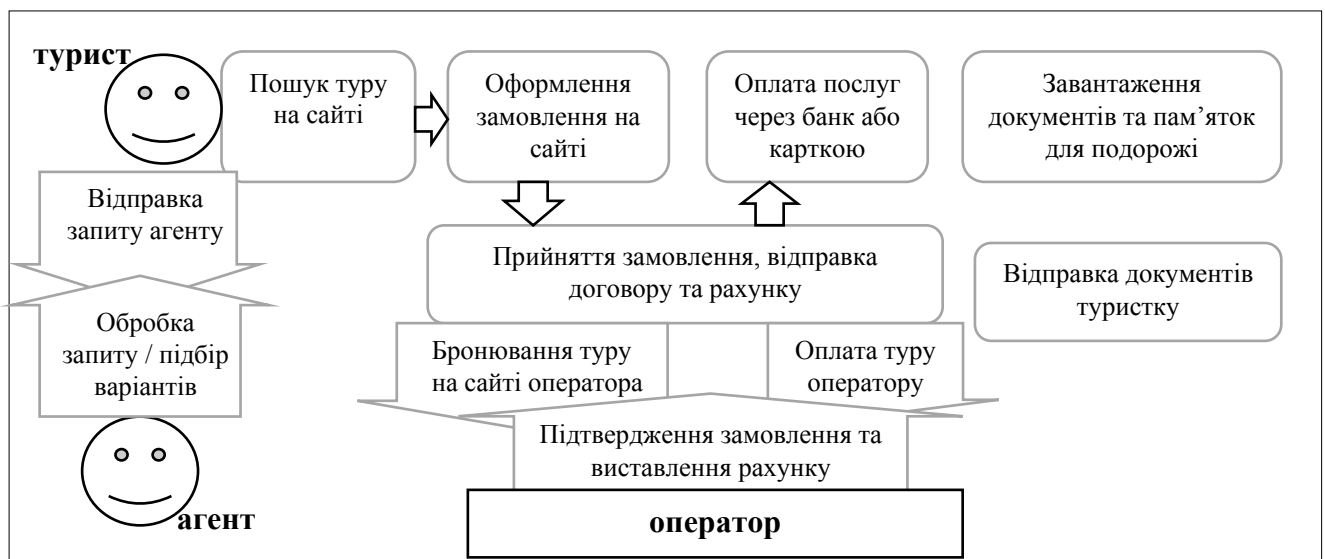 турист
Пошук туру
на сайті
Оформлення
замовлення на
сайті
Оплата послуг
через банк або
карткою
Завантаження
документів та пам’яток
для подорожі
Відправка
запиту агенту
Прийняття замовлення, відправка
договору та рахунку
Відправка документів
туристку
Обробка
запиту / підбір
варіантів
Бронювання туру
на сайті оператора
Оплата туру
оператору
Підтвердження замовлення та
виставлення рахунку
агент
оператор